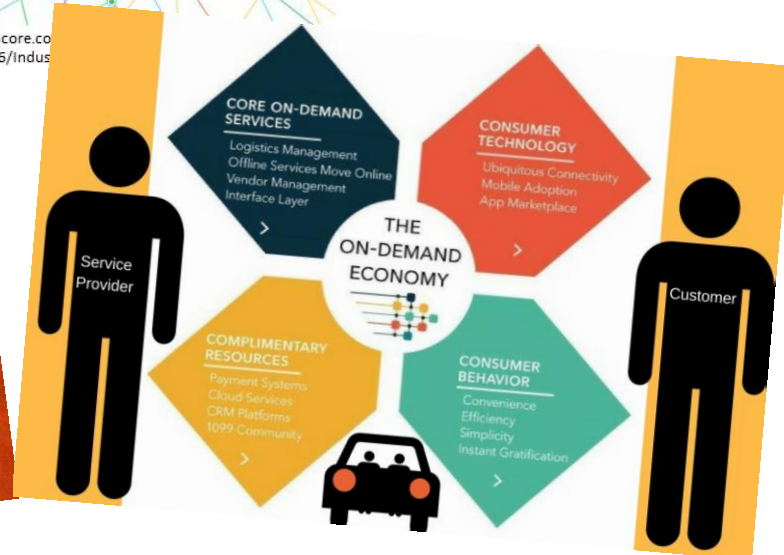 core.co
6/Indus
CORE ON-DEMAND
SERVICES
Logistics Management
Offline Services Move Online
Vendor Management
Interface Layer
CONSUMER
TECHNOLOGY
Ubiquitous Connectivity
Mobile Adoption
App Marketplace
THE
ON-DEMAND
ECONOMY
Service
Provider
Customer
COMPLIMENTARY
RESOURCES
Payment Systems
Cloud Services
CRM Platforms
1099 Community
CONSUMER
BEHAVIOR
Convenience
Efficiency
Simplicity
Instant Gratification